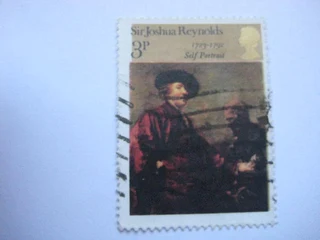 Sir Joshua Reynolds
3P
1723-1792
Self Portrait